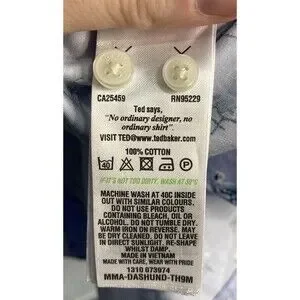 CA25459 RN95229
Ted says,
"No ordinary designer, no
ordinary shirt".
VISIT TED@www.tedbaker.com
100% COTTON
40
IF IT'S NOT TOO DIRTY, WASH AT 30°C
MACHINE WASH AT 40C INSIDE
OUT WITH SIMILAR COLOURS.
DO NOT USE PRODUCTS
CONTAINING BLEACH, OIL OR
ALCOHOL. DO NOT TUMBLE DRY.
WARM IRON ON REVERSE. MAY
BE DRY CLEANED. DO NOT LEAVE
IN DIRECT SUNLIGHT. RE-SHAPE
WHILST DAMP.
MADE IN VIETNAM
MADE WITH CARE, WEAR WITH PRIDE
1310 073974
MMA-DASHUND-TH9M